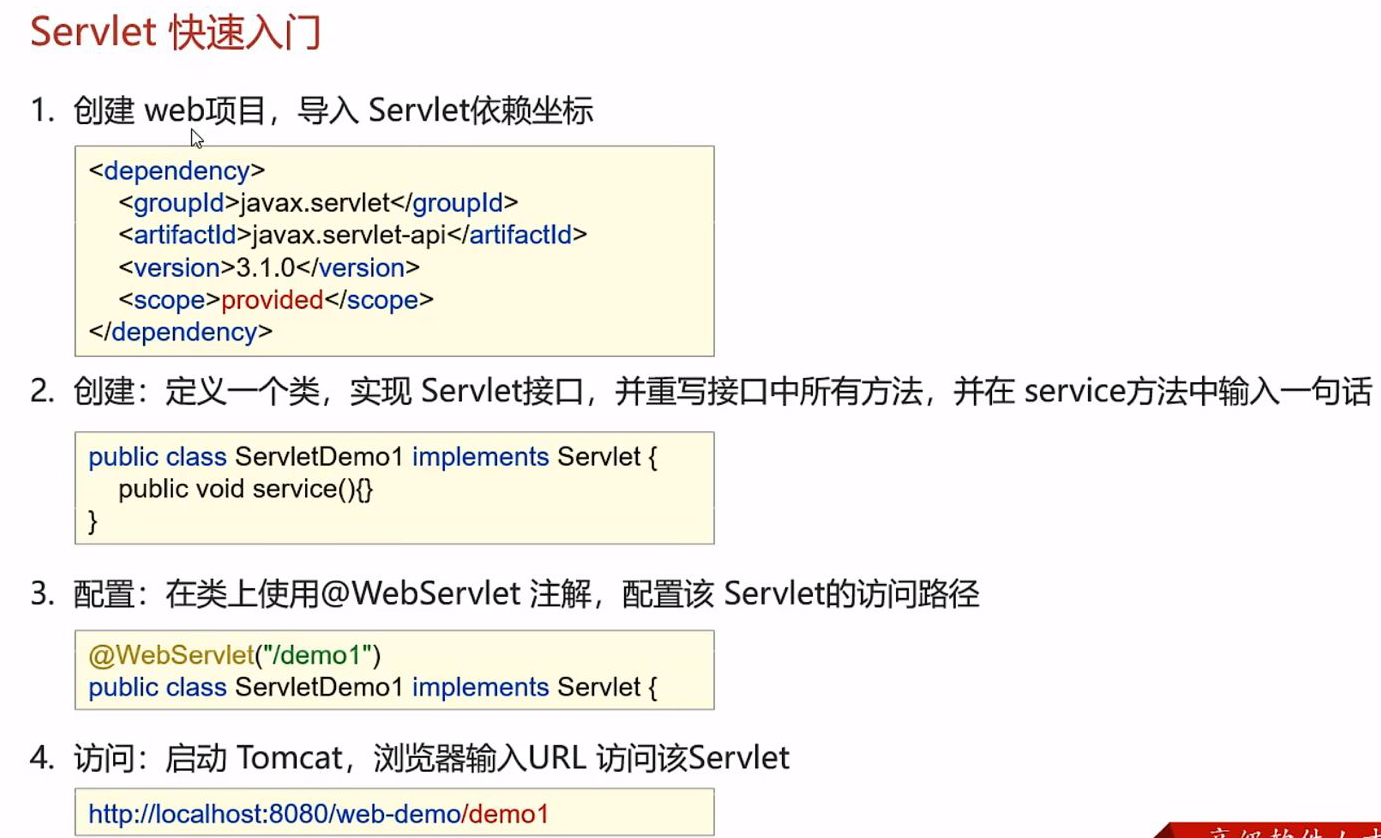 Servlet 快速入门
1. 创建 web项目，导入 Servlet依赖坐标
<dependency>
<groupId>javax.servlet</groupId>
<artifactId>javax.servlet-api</artifactId>
<version>3.1.0</version>
<scope>provided</scope>
</dependency>
2. 创建：定义一个类，实现 Servlet接口，并重写接口中所有方法，并在 service方法中输入一句话
public class ServletDemo1 implements Servlet {
public void service(){}
}
3. 配置：在类上使用@WebServlet 注解，配置该 Servlet的访问路径
@WebServlet("/demo1")
public class ServletDemo1 implements Servlet {
4. 访问：启动 Tomcat，浏览器输入URL 访问该Servlet
http://localhost:8080/web-demo/demo1